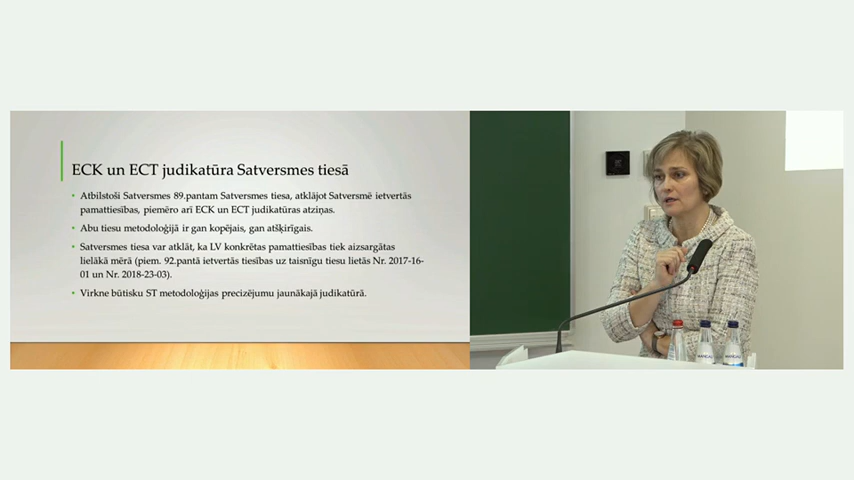 ECK un ECT judikatūra Satversmes tiesā
• Atbilstoši Satversmes 89.pantam Satversmes tiesa, atklājot Satversmē ietvertās
pamattiesības, piemēro arī ECK un ECT judikatūras atziņas.
• Abu tiesu metodoloģijā ir gan kopējais, gan atšķirīgais.
• Satversmes tiesa var atklāt, ka LV konkrētas pamattiesības tiek aizsargātas
lielākā mērā (piem. 92.pantā ietvertās tiesības uz taisnīgu tiesu lietās Nr. 2017-16-
01 un Nr. 2018-23-03).
• Virkne būtisku ST metodoloģijas precizējumu jaunākajā judikatūrā.